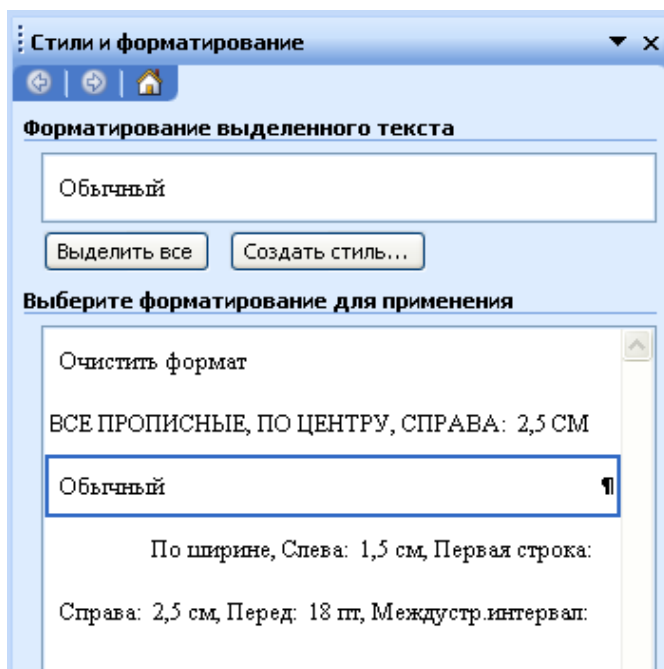 Стили и форматирование
Форматирование выделенного текста
Обычный
Выделить все Создать стиль...
Выберите форматирование для применения
Очистить формат
ВСЕ ПРОПИСНЫЕ, ПО ЦЕНТРУ, СПРАВА: 2,5 СМ
Обычный ¶
По ширине, Слева: 1,5 см, Первая строка:
Справа: 2,5 см, Перед: 18 пт, Междустр.интервал: